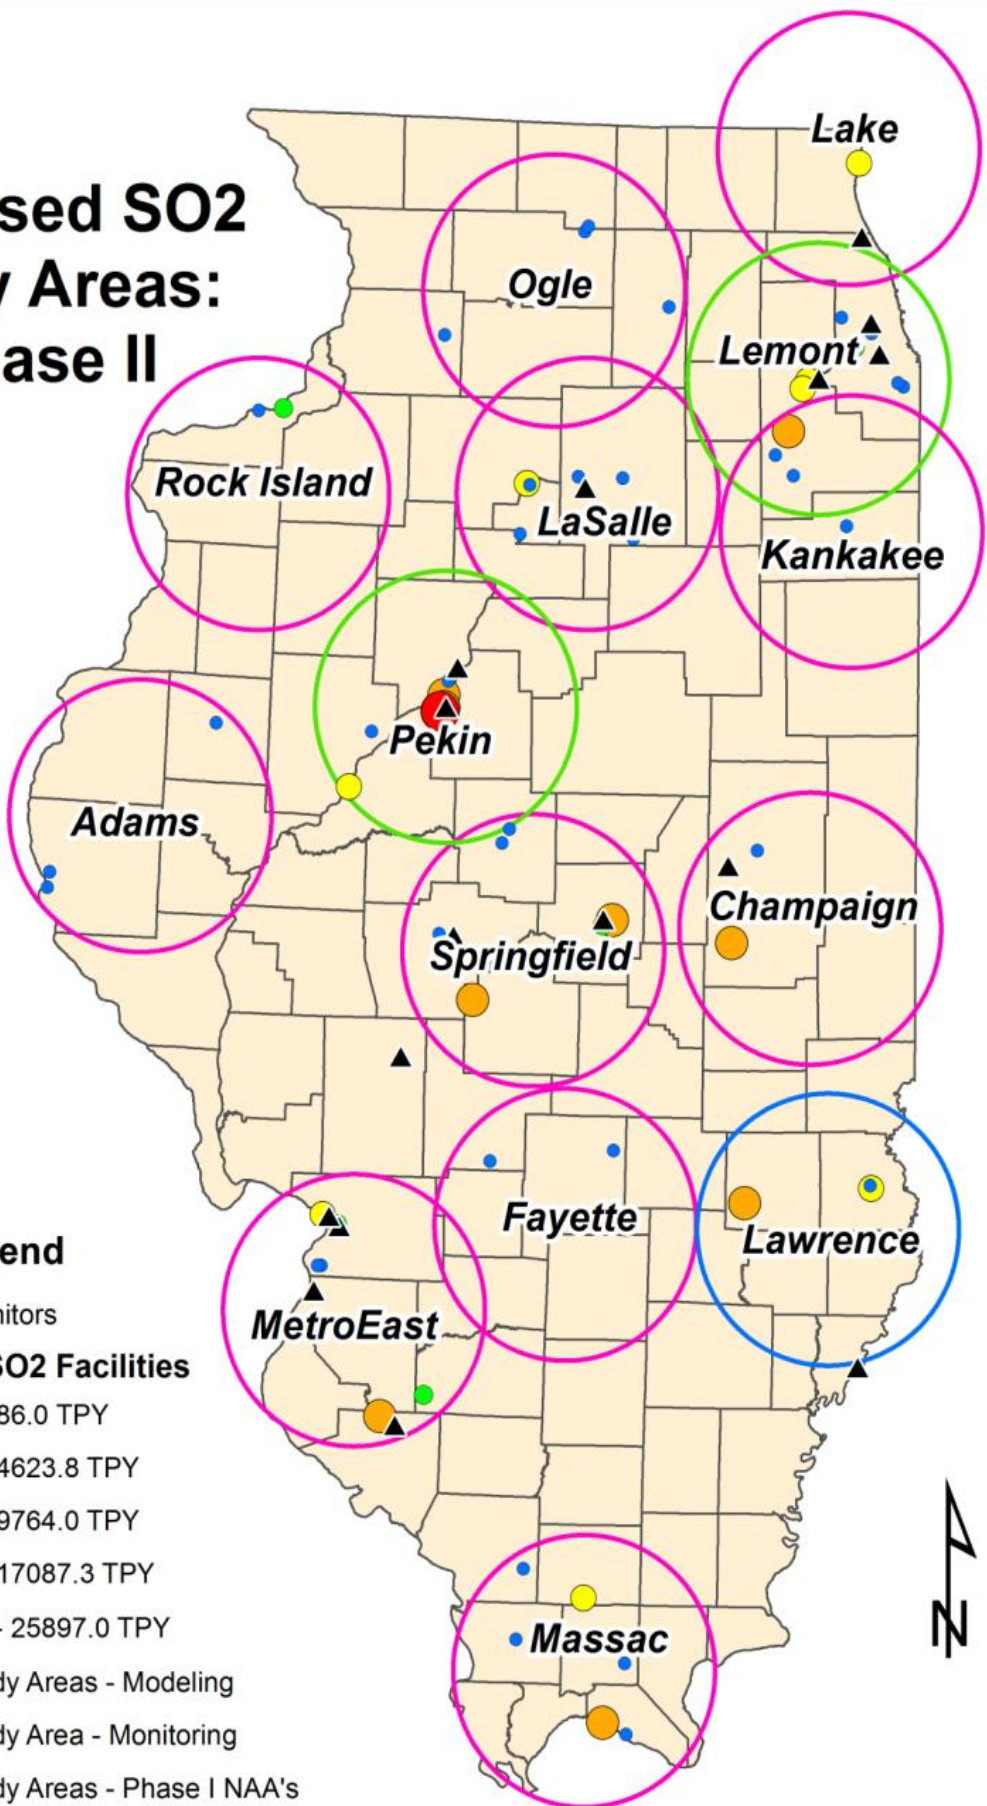 sed SO2
y Areas:
ase II
Lake
Ogle
Lemont
Rock Island
LaSalle
Kankakee
Pekin
Adams
Champaign
Springfield
Fayette
Lawrence
MetroEast
Massac
end
nitors
SO2 Facilities
86.0 TPY
4623.8 TPY
9764.0 TPY
17087.3 TPY
- 25897.0 TPY
dy Areas - Modeling
dy Area - Monitoring
dy Areas - Phase I NAA's
N